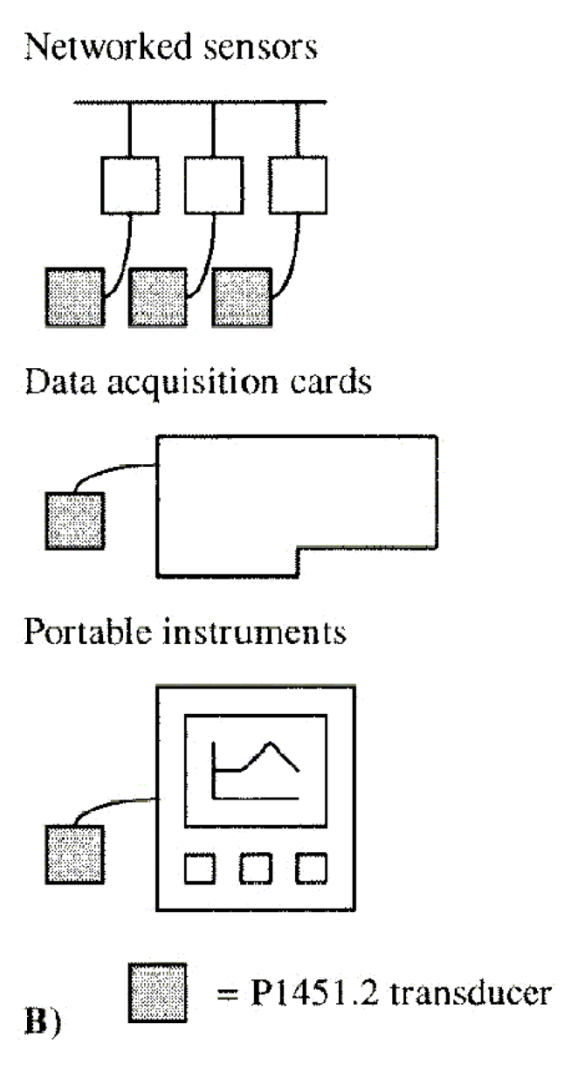 Networked sensors
Data acquisition cards
Portable instruments
= P1451.2 transducer
B)